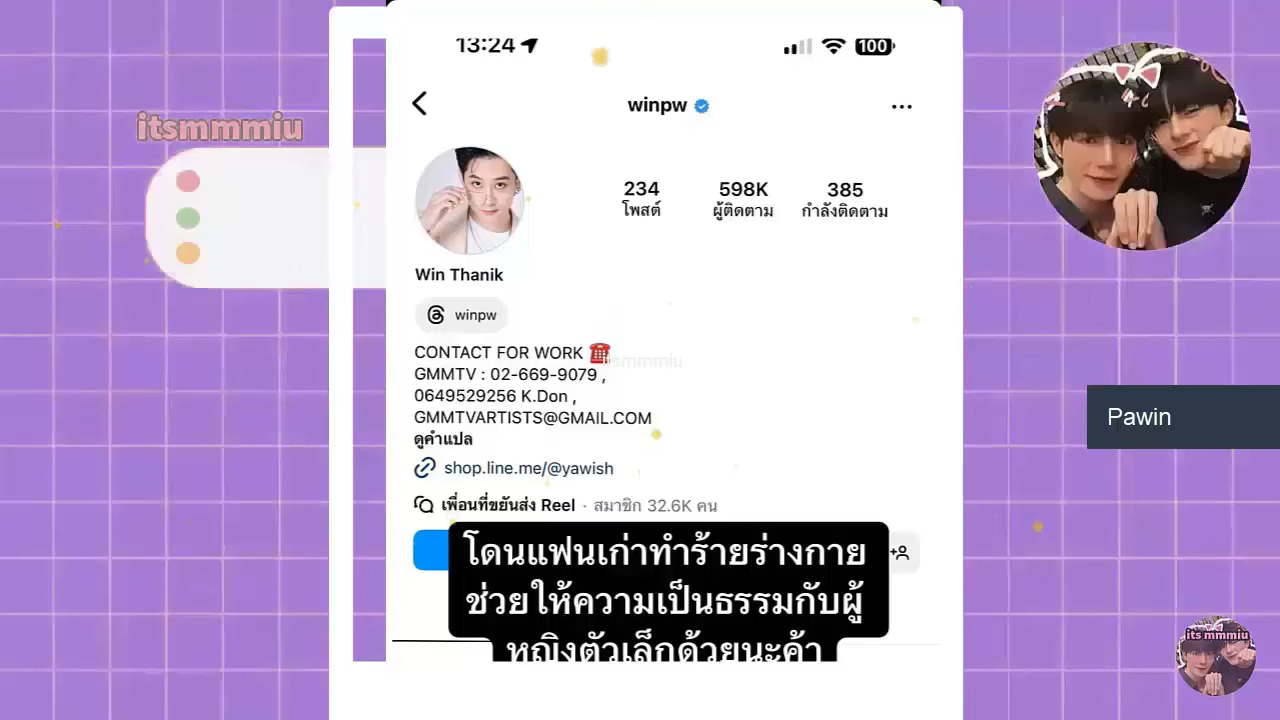 13:24
100
winpw
itsmmmiu
234
598K
385
โพสต์
ผู้ติดตาม
กำลังติดตาม
Win Thanik
winpw
CONTACT FOR WORK ☎️
itsmmmiu
GMMTV : 02-669-9079 ,
0649529256 K.Don ,
GMMTVARTISTS@GMAIL.COM
ดูคำแปล
Pawin
shop.line.me/@yawish
เพื่อนที่ขยันส่ง Reel · สมาชิก 32.6K คน
โดนแฟนเก่าทำร้ายร่างกาย
ช่วยให้ความเป็นธรรมกับผู้
หญิงตัวเล็กด้วยนะค้า
its mmmiu